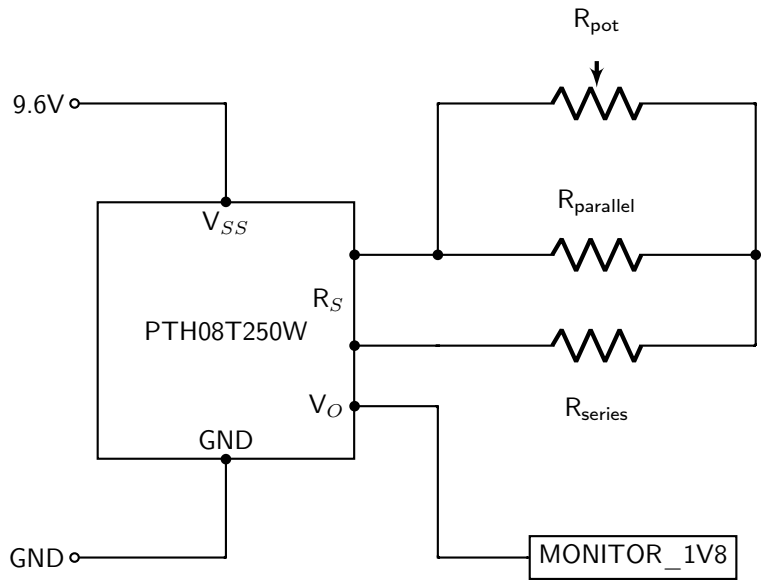 R_pot
9.6V
V_SS
R_parallel
R_S
PTH08T250W
V_O
R_series
GND
GND
MONITOR_1V8